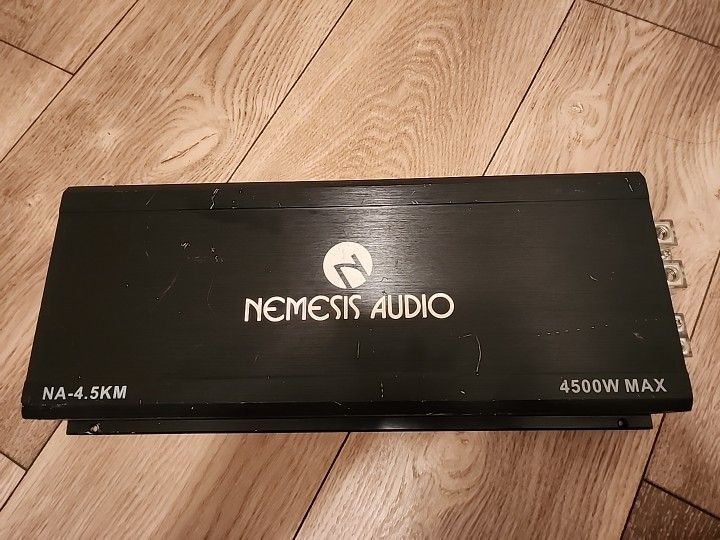 NEMESIS AUDIO
NA-4.5KM
4500W MAX